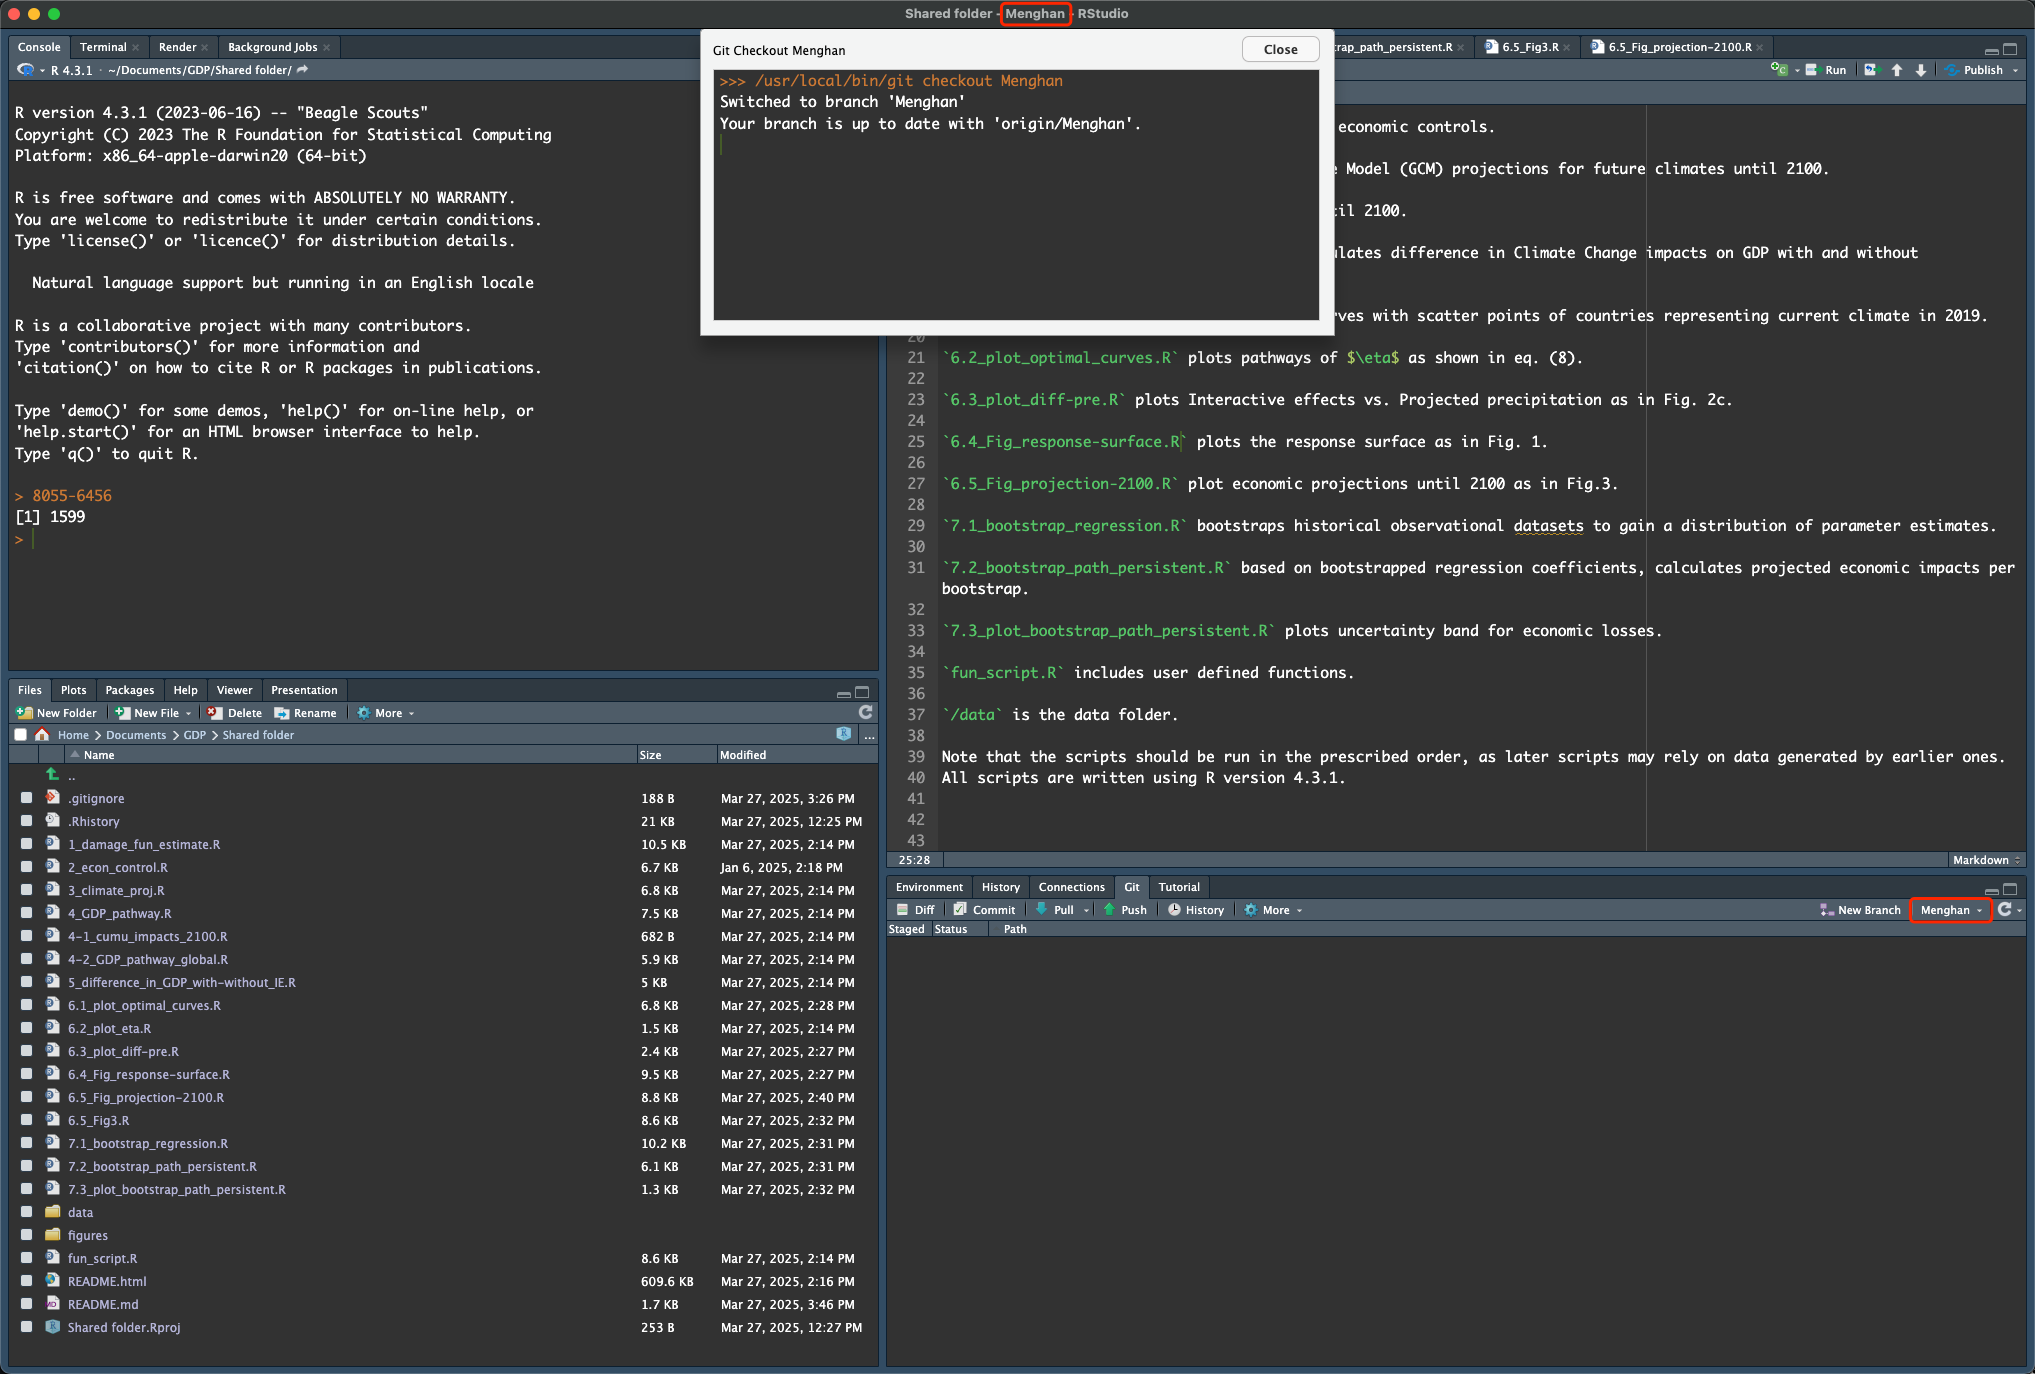 Shared folder - Menghan - RStudio
Console Terminal Render Background Jobs
R 4.3.1 · ~/Documents/GDP/Shared folder/
R version 4.3.1 (2023-06-16) -- "Beagle Scouts"
Copyright (C) 2023 The R Foundation for Statistical Computing
Platform: x86_64-apple-darwin20 (64-bit)
R is free software and comes with ABSOLUTELY NO WARRANTY.
You are welcome to redistribute it under certain conditions.
Type 'license()' or 'licence()' for distribution details.
Natural language support but running in an English locale
R is a collaborative project with many contributors.
Type 'contributors()' for more information and
'citation()' on how to cite R or R packages in publications.
Type 'demo()' for some demos, 'help()' for on-line help, or
'help.start()' for an HTML browser interface to help.
Type 'q()' to quit R.
> 8055-6456
[1] 1599
>
Git Checkout Menghan
Close
>>> /usr/local/bin/git checkout Menghan
Switched to branch 'Menghan'
Your branch is up to date with 'origin/Menghan'.
rap_path_persistent.R 6.5_Fig3.R 6.5_Fig_projection-2100.R
Run Publish
economic controls.
Model (GCM) projections for future climates until 2100.
til 2100.
lates difference in Climate Change impacts on GDP with and without
rves with scatter points of countries representing current climate in 2019.
20
21 `6.2_plot_optimal_curves.R` plots pathways of $\eta$ as shown in eq. (8).
22
23 `6.3_plot_diff-pre.R` plots Interactive effects vs. Projected precipitation as in Fig. 2c.
24
25 `6.4_Fig_response-surface.R` plots the response surface as in Fig. 1.
26
27 `6.5_Fig_projection-2100.R` plot economic projections until 2100 as in Fig.3.
28
29 `7.1_bootstrap_regression.R` bootstraps historical observational datasets to gain a distribution of parameter estimates.
30
31 `7.2_bootstrap_path_persistent.R` based on bootstrapped regression coefficients, calculates projected economic impacts per
bootstrap.
32
33 `7.3_plot_bootstrap_path_persistent.R` plots uncertainty band for economic losses.
34
35 `fun_script.R` includes user defined functions.
36
37 `/data` is the data folder.
38
39 Note that the scripts should be run in the prescribed order, as later scripts may rely on data generated by earlier ones.
40 All scripts are written using R version 4.3.1.
41
42
43
25:28 Markdown
Files Plots Packages Help Viewer Presentation
New Folder New File Delete Rename More
Home Documents GDP Shared folder ...
Name Size Modified
..
.gitignore 188 B Mar 27, 2025, 3:26 PM
.Rhistory 21 KB Mar 27, 2025, 12:25 PM
1_damage_fun_estimate.R 10.5 KB Mar 27, 2025, 2:14 PM
2_econ_control.R 6.7 KB Jan 6, 2025, 2:18 PM
3_climate_proj.R 6.8 KB Mar 27, 2025, 2:14 PM
4_GDP_pathway.R 7.5 KB Mar 27, 2025, 2:14 PM
4-1_cumu_impacts_2100.R 682 B Mar 27, 2025, 2:14 PM
4-2_GDP_pathway_global.R 5.9 KB Mar 27, 2025, 2:14 PM
5_difference_in_GDP_with-without_IE.R 5 KB Mar 27, 2025, 2:14 PM
6.1_plot_optimal_curves.R 6.8 KB Mar 27, 2025, 2:28 PM
6.2_plot_eta.R 1.5 KB Mar 27, 2025, 2:14 PM
6.3_plot_diff-pre.R 2.4 KB Mar 27, 2025, 2:27 PM
6.4_Fig_response-surface.R 9.5 KB Mar 27, 2025, 2:27 PM
6.5_Fig_projection-2100.R 8.8 KB Mar 27, 2025, 2:40 PM
6.5_Fig3.R 8.6 KB Mar 27, 2025, 2:32 PM
7.1_bootstrap_regression.R 10.2 KB Mar 27, 2025, 2:31 PM
7.2_bootstrap_path_persistent.R 6.1 KB Mar 27, 2025, 2:31 PM
7.3_plot_bootstrap_path_persistent.R 1.3 KB Mar 27, 2025, 2:32 PM
data
figures
fun_script.R 8.6 KB Mar 27, 2025, 2:14 PM
README.html 609.6 KB Mar 27, 2025, 2:16 PM
README.md 1.7 KB Mar 27, 2025, 3:46 PM
Shared folder.Rproj 253 B Mar 27, 2025, 12:27 PM
Environment History Connections Git Tutorial
Diff Commit Pull Push History More New Branch Menghan
Staged Status Path